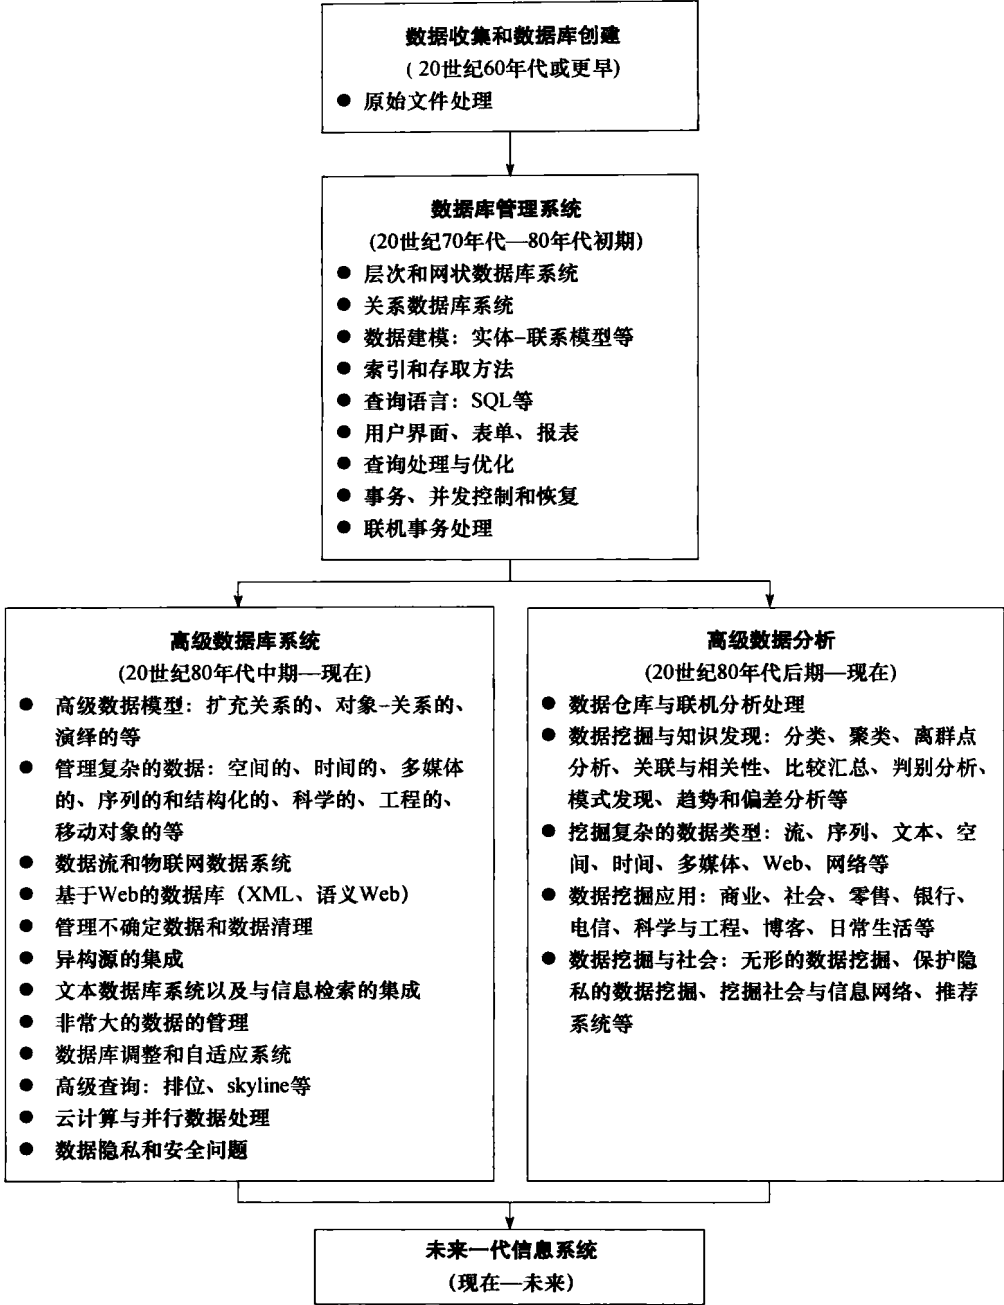 数据收集和数据库创建
(20世纪60年代或更早)
● 原始文件处理
数据库管理系统
(20世纪70年代—80年代初期)
● 层次和网状数据库系统
● 关系数据库系统
● 数据建模：实体-联系模型等
● 索引和存取方法
● 查询语言：SQL等
● 用户界面、表单、报表
● 查询处理与优化
● 事务、并发控制和恢复
● 联机事务处理
高级数据库系统
(20世纪80年代中期—现在)
● 高级数据模型：扩充关系的、对象-关系的、
演绎的等
● 管理复杂的数据：空间的、时间的、多媒体
的、序列的和结构化的、科学的、工程的、
移动对象的等
● 数据流和物联网数据系统
● 基于Web的数据库（XML、语义Web）
● 管理不确定数据和数据清理
● 异构源的集成
● 文本数据库系统以及与信息检索的集成
● 非常大的数据的管理
● 数据库调整和自适应系统
● 高级查询：排位、skyline等
● 云计算与并行数据处理
● 数据隐私和安全问题
高级数据分析
(20世纪80年代后期—现在)
● 数据仓库与联机分析处理
● 数据挖掘与知识发现：分类、聚类、离群点
分析、关联与相关性、比较汇总、判别分析、
模式发现、趋势和偏差分析等
● 挖掘复杂的数据类型：流、序列、文本、空
间、时间、多媒体、Web、网络等
● 数据挖掘应用：商业、社会、零售、银行、
电信、科学与工程、博客、日常生活等
● 数据挖掘与社会：无形的数据挖掘、保护隐
私的数据挖掘、挖掘社会与信息网络、推荐
系统等
未来一代信息系统
(现在—未来)